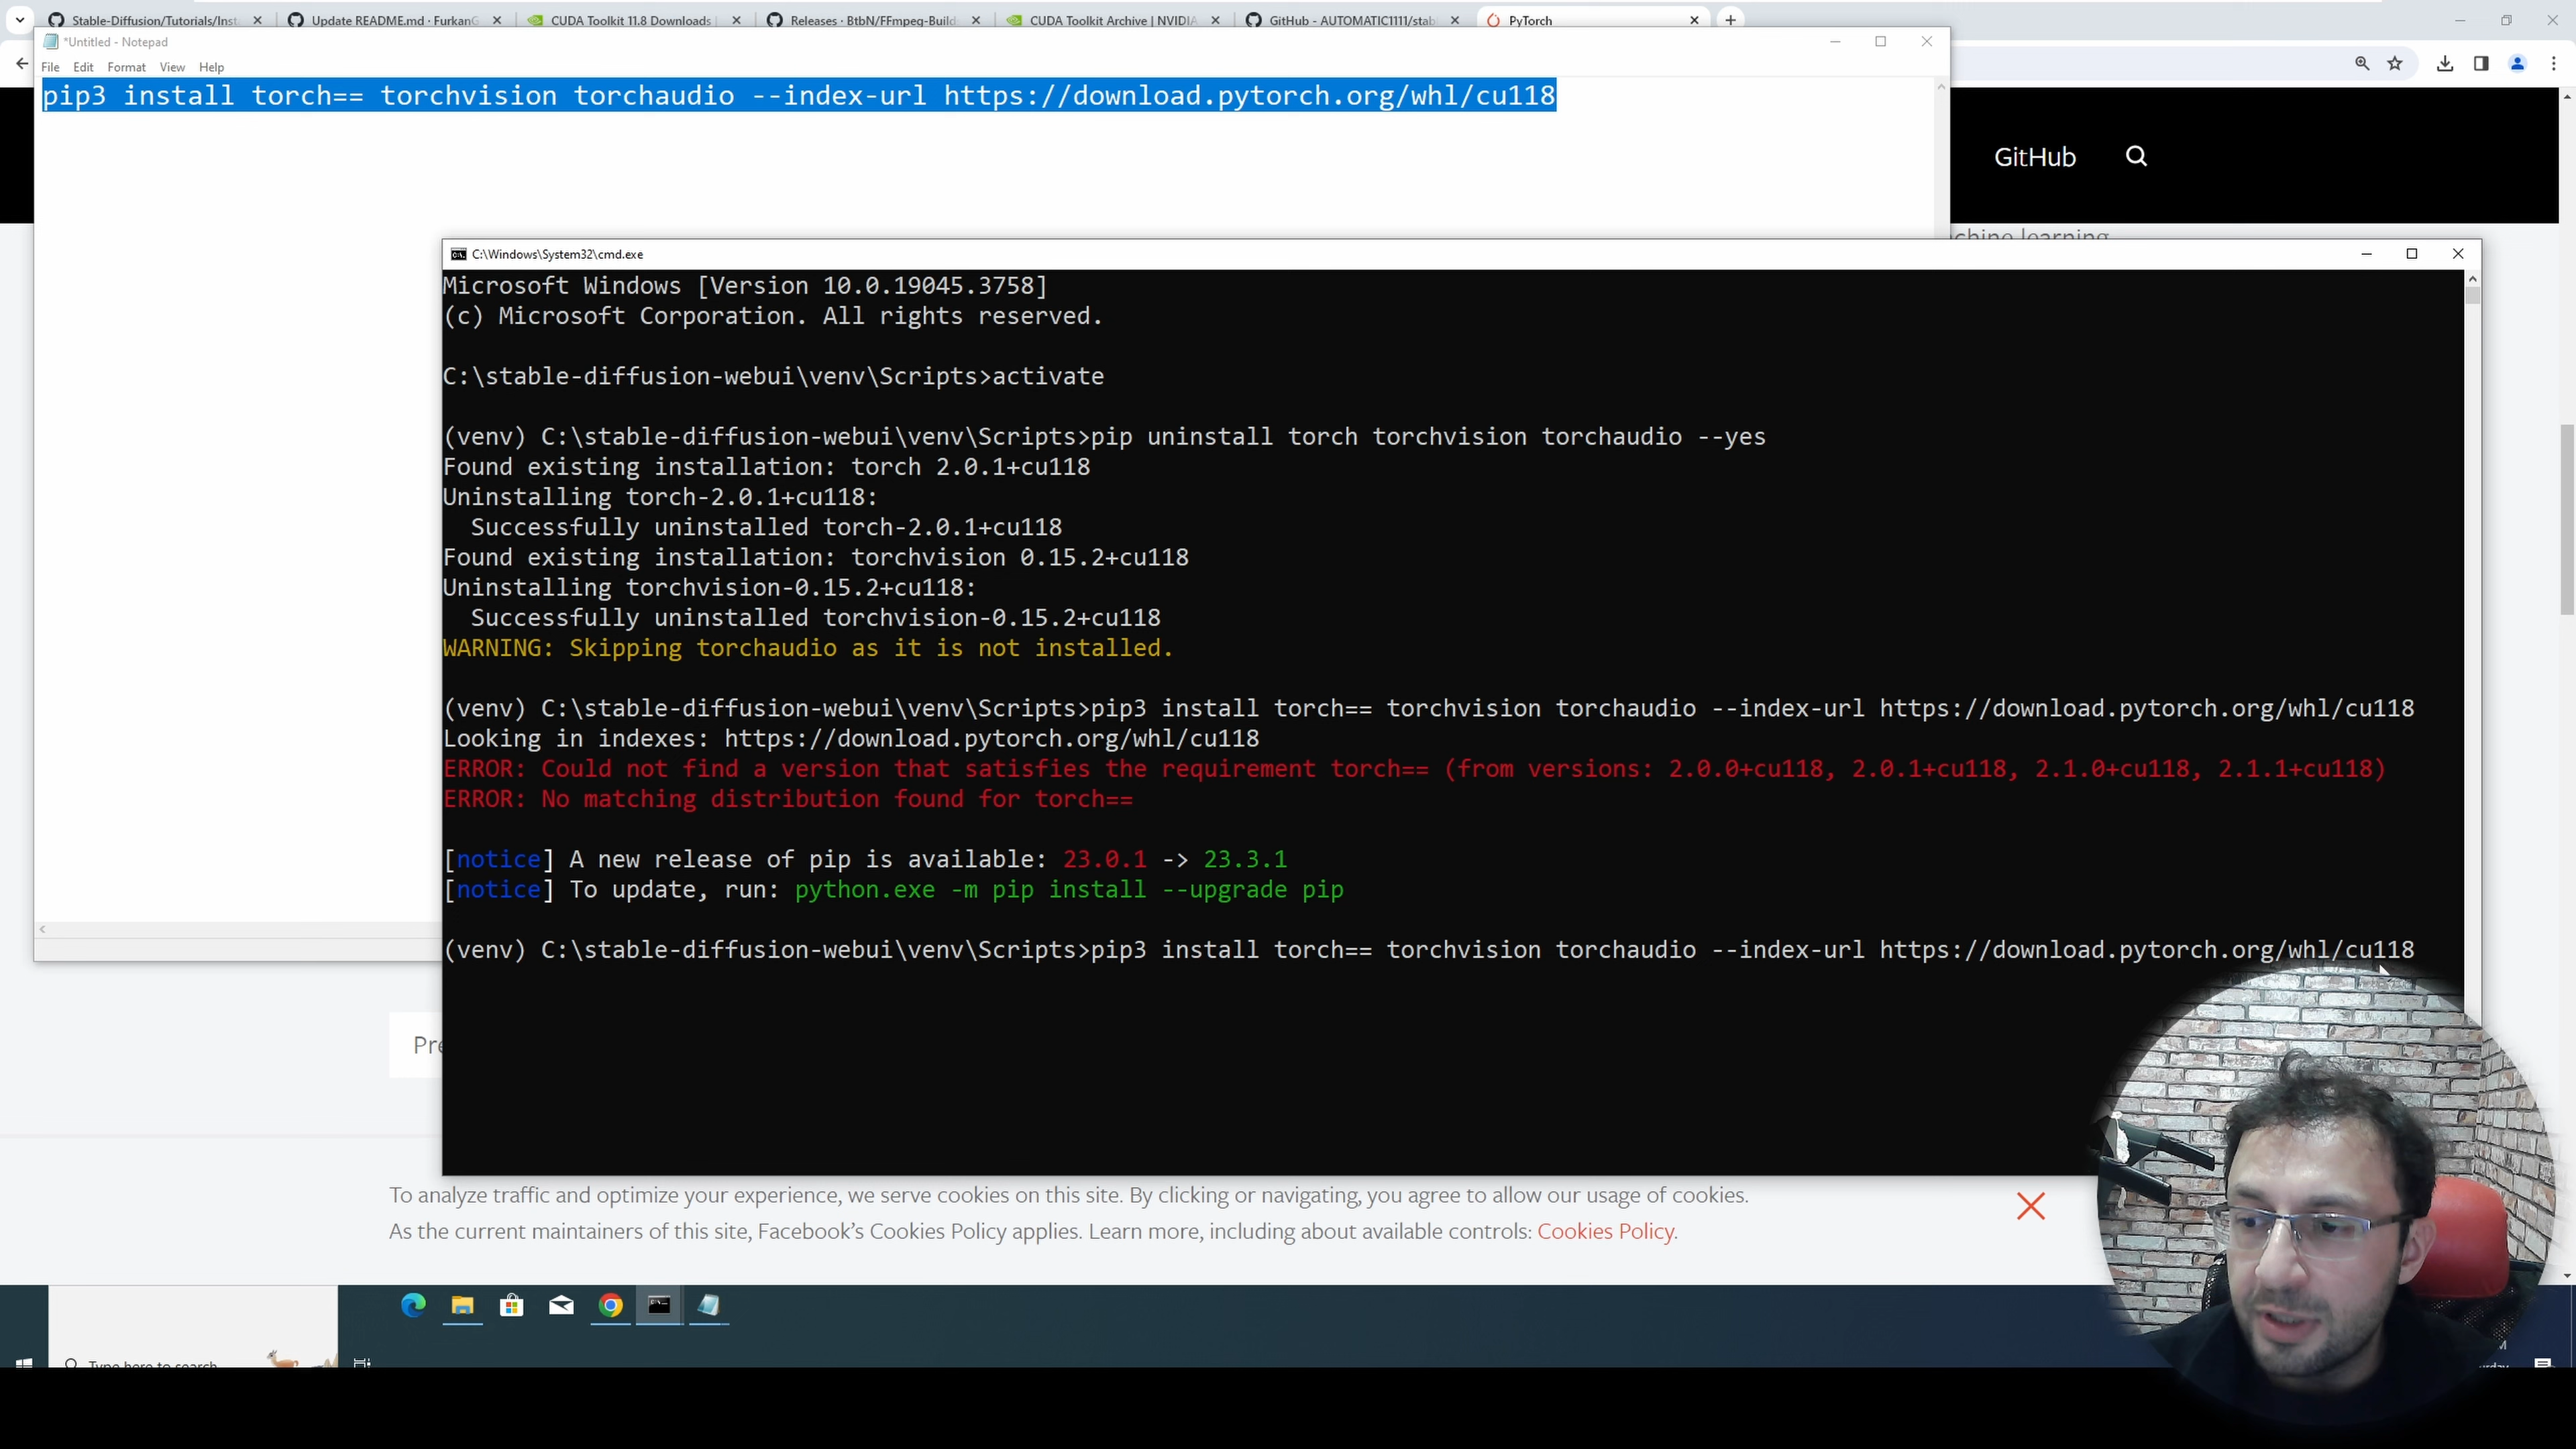 Stable-Diffusion/Tutorials/Inst
Update README.md · FurkanG
CUDA Toolkit 11.8 Downloads
Releases · BtbN/FFmpeg-Build
CUDA Toolkit Archive | NVIDIA
GitHub - AUTOMATIC1111/stabl
PyTorch
*Untitled - Notepad
File Edit Format View Help
pip3 install torch== torchvision torchaudio --index-url https://download.pytorch.org/whl/cu118
GitHub
chine learning
C:\Windows\System32\cmd.exe
Microsoft Windows [Version 10.0.19045.3758]
(c) Microsoft Corporation. All rights reserved.
C:\stable-diffusion-webui\venv\Scripts>activate
(venv) C:\stable-diffusion-webui\venv\Scripts>pip uninstall torch torchvision torchaudio --yes
Found existing installation: torch 2.0.1+cu118
Uninstalling torch-2.0.1+cu118:
Successfully uninstalled torch-2.0.1+cu118
Found existing installation: torchvision 0.15.2+cu118
Uninstalling torchvision-0.15.2+cu118:
Successfully uninstalled torchvision-0.15.2+cu118
WARNING: Skipping torchaudio as it is not installed.
(venv) C:\stable-diffusion-webui\venv\Scripts>pip3 install torch== torchvision torchaudio --index-url https://download.pytorch.org/whl/cu118
Looking in indexes: https://download.pytorch.org/whl/cu118
ERROR: Could not find a version that satisfies the requirement torch== (from versions: 2.0.0+cu118, 2.0.1+cu118, 2.1.0+cu118, 2.1.1+cu118)
ERROR: No matching distribution found for torch==
[notice] A new release of pip is available: 23.0.1 -> 23.3.1
[notice] To update, run: python.exe -m pip install --upgrade pip
(venv) C:\stable-diffusion-webui\venv\Scripts>pip3 install torch== torchvision torchaudio --index-url https://download.pytorch.org/whl/cu118
Pre
To analyze traffic and optimize your experience, we serve cookies on this site. By clicking or navigating, you agree to allow our usage of cookies.
As the current maintainers of this site, Facebook's Cookies Policy applies. Learn more, including about available controls: Cookies Policy.
Type here to search